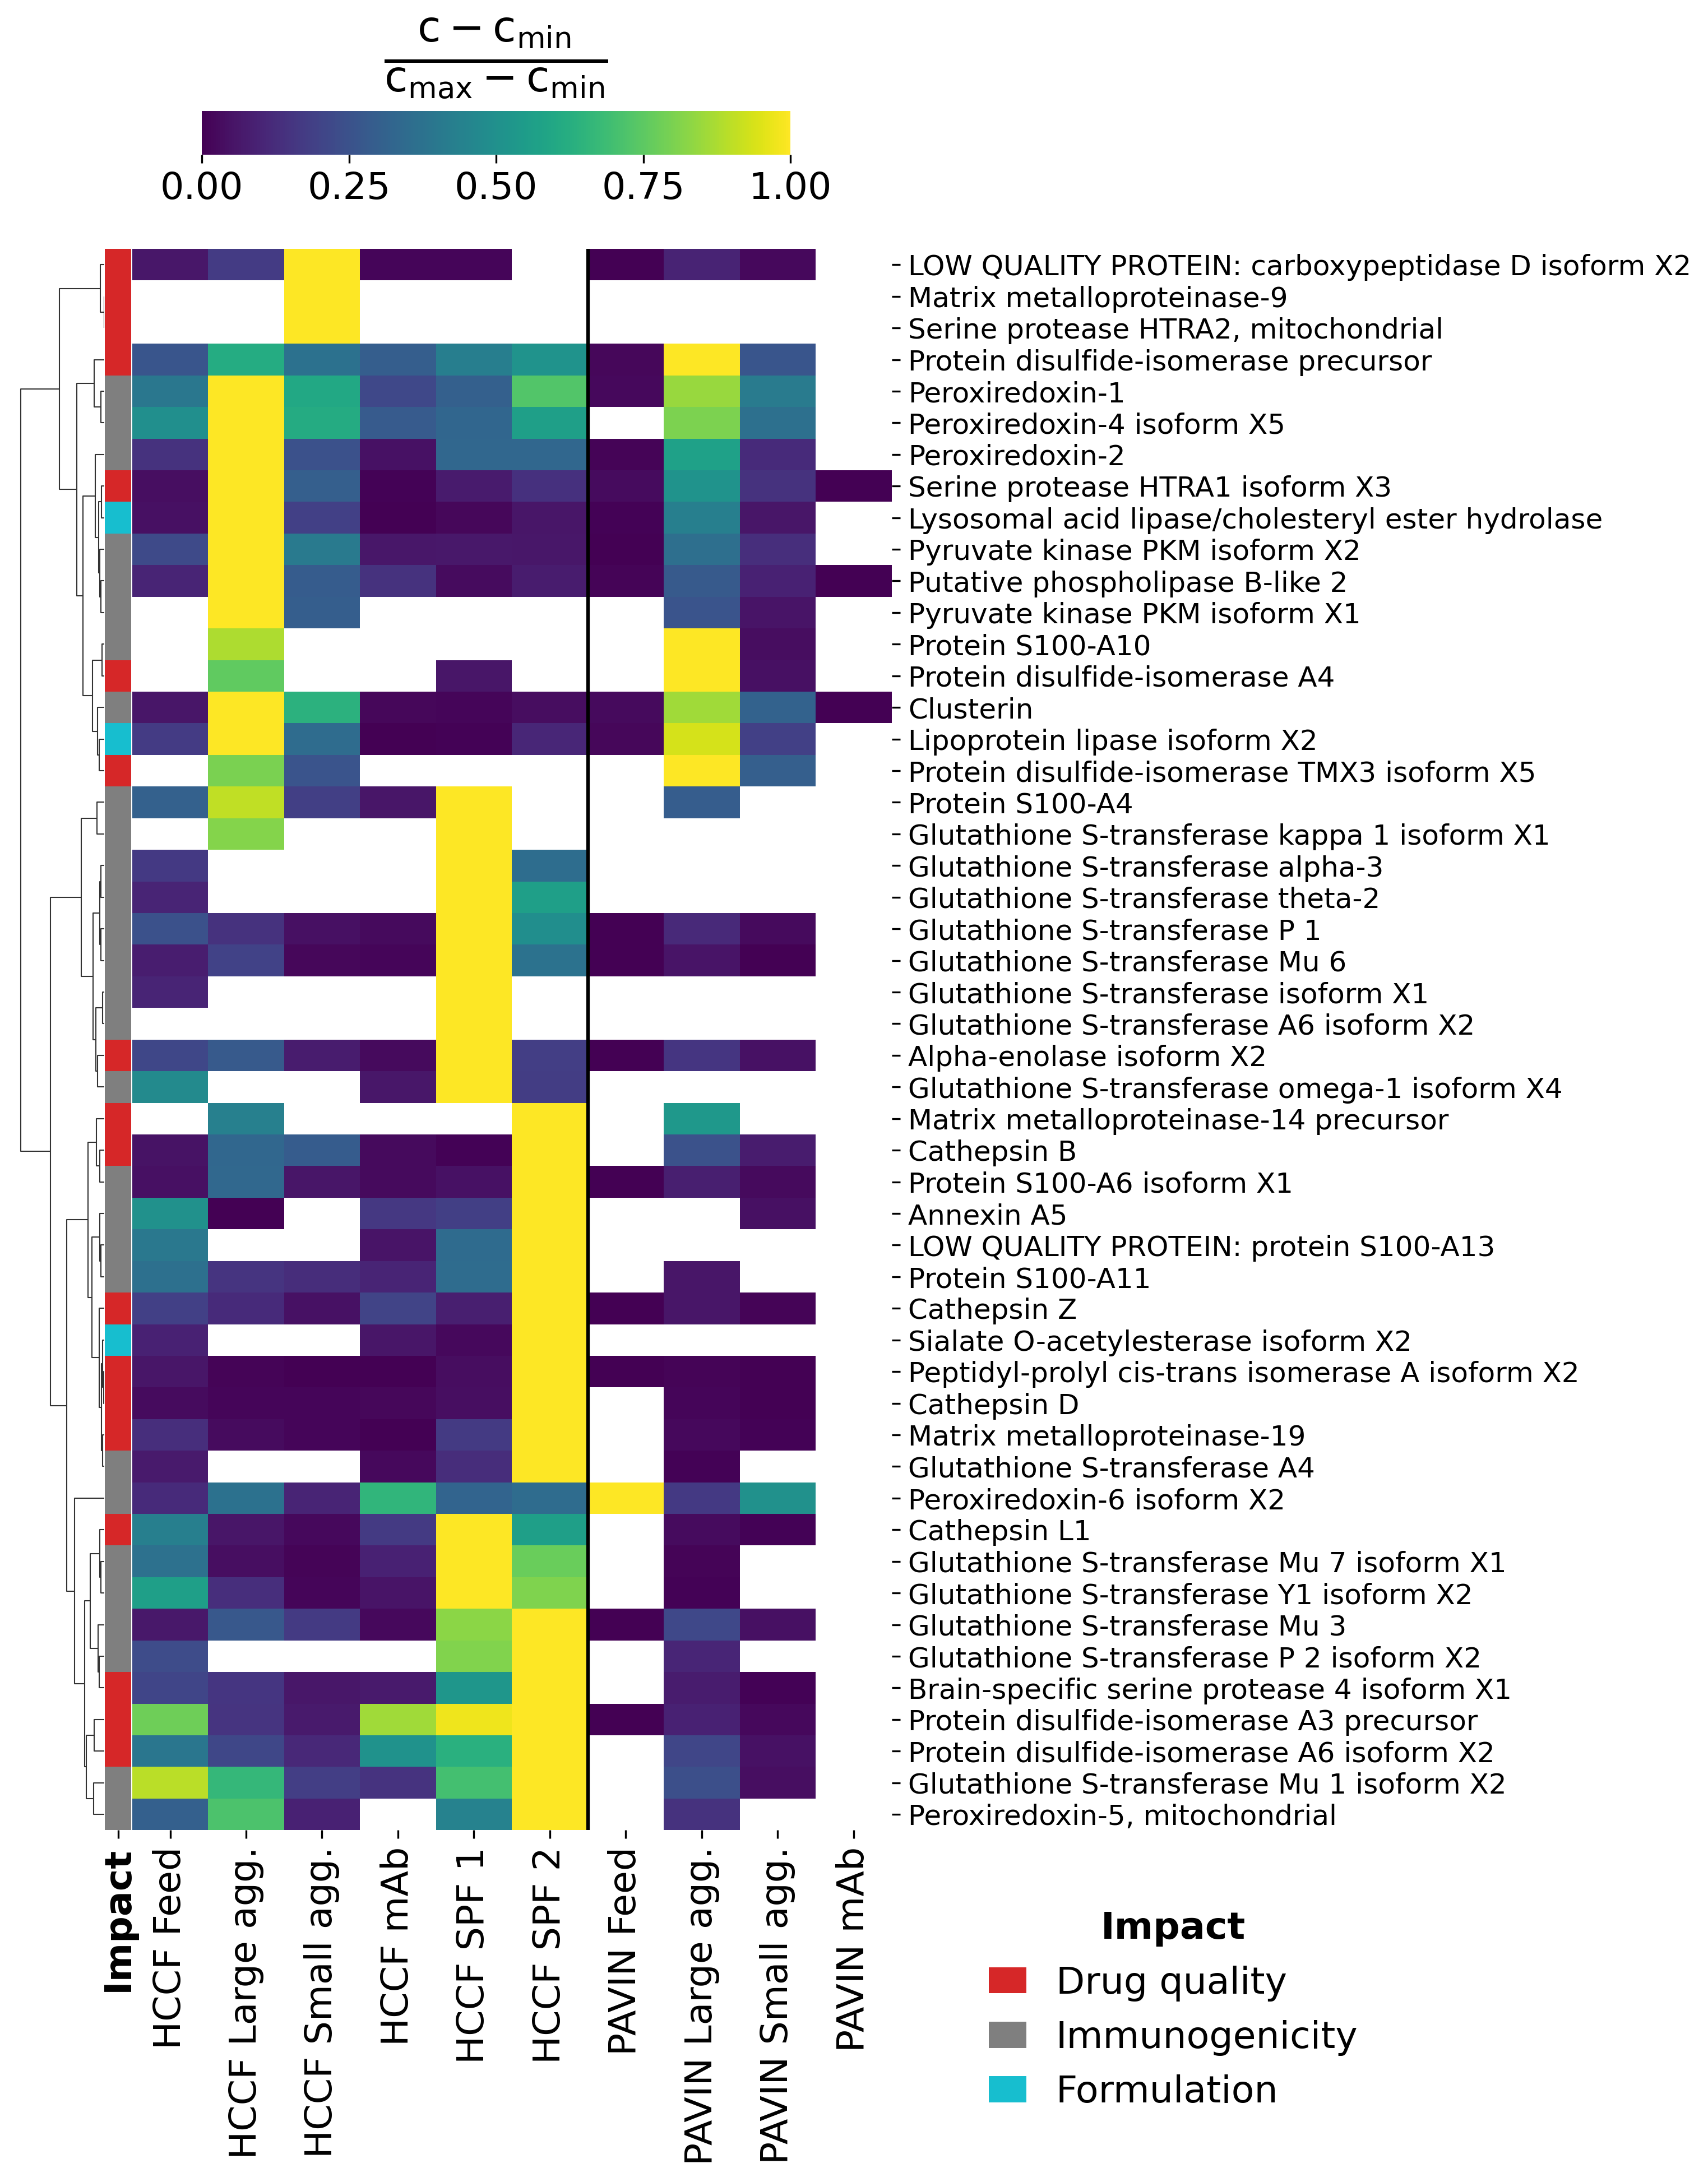 c − cmin
cmax − cmin
0.00 0.25 0.50 0.75 1.00
LOW QUALITY PROTEIN: carboxypeptidase D isoform X2
Matrix metalloproteinase-9
Serine protease HTRA2, mitochondrial
Protein disulfide-isomerase precursor
Peroxiredoxin-1
Peroxiredoxin-4 isoform X5
Peroxiredoxin-2
Serine protease HTRA1 isoform X3
Lysosomal acid lipase/cholesteryl ester hydrolase
Pyruvate kinase PKM isoform X2
Putative phospholipase B-like 2
Pyruvate kinase PKM isoform X1
Protein S100-A10
Protein disulfide-isomerase A4
Clusterin
Lipoprotein lipase isoform X2
Protein disulfide-isomerase TMX3 isoform X5
Protein S100-A4
Glutathione S-transferase kappa 1 isoform X1
Glutathione S-transferase alpha-3
Glutathione S-transferase theta-2
Glutathione S-transferase P 1
Glutathione S-transferase Mu 6
Glutathione S-transferase isoform X1
Glutathione S-transferase A6 isoform X2
Alpha-enolase isoform X2
Glutathione S-transferase omega-1 isoform X4
Matrix metalloproteinase-14 precursor
Cathepsin B
Protein S100-A6 isoform X1
Annexin A5
LOW QUALITY PROTEIN: protein S100-A13
Protein S100-A11
Cathepsin Z
Sialate O-acetylesterase isoform X2
Peptidyl-prolyl cis-trans isomerase A isoform X2
Cathepsin D
Matrix metalloproteinase-19
Glutathione S-transferase A4
Peroxiredoxin-6 isoform X2
Cathepsin L1
Glutathione S-transferase Mu 7 isoform X1
Glutathione S-transferase Y1 isoform X2
Glutathione S-transferase Mu 3
Glutathione S-transferase P 2 isoform X2
Brain-specific serine protease 4 isoform X1
Protein disulfide-isomerase A3 precursor
Protein disulfide-isomerase A6 isoform X2
Glutathione S-transferase Mu 1 isoform X2
Peroxiredoxin-5, mitochondrial
Impact
HCCF Feed
HCCF Large agg.
HCCF Small agg.
HCCF mAb
HCCF SPF 1
HCCF SPF 2
PAVIN Feed
PAVIN Large agg.
PAVIN Small agg.
PAVIN mAb
Impact
Drug quality
Immunogenicity
Formulation